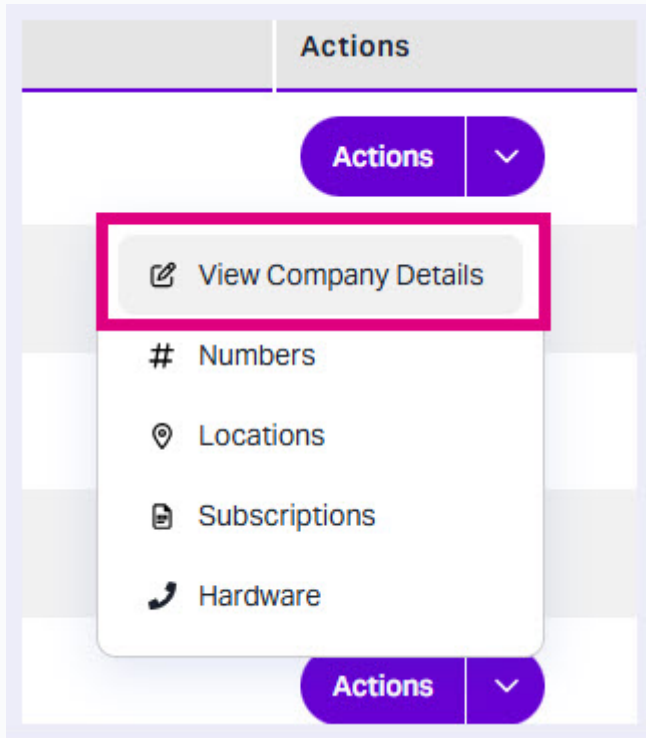 Actions
Actions
View Company Details
Numbers
Locations
Subscriptions
Hardware
Actions